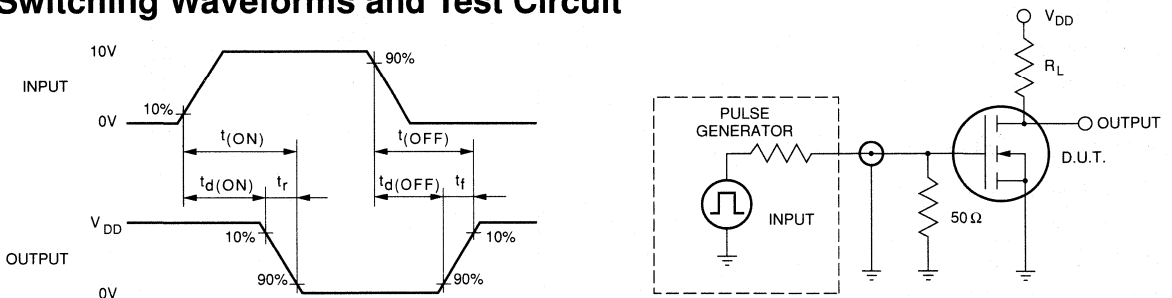 Switching Waveforms and Test Circuit
10V
INPUT
10%
0V
90%
t(ON)
t(OFF)
td(ON)
tr
td(OFF)
tf
VDD
10%
10%
OUTPUT
90%
90%
0V
VDD
RL
PULSE
GENERATOR
OUTPUT
D.U.T.
INPUT
50Ω